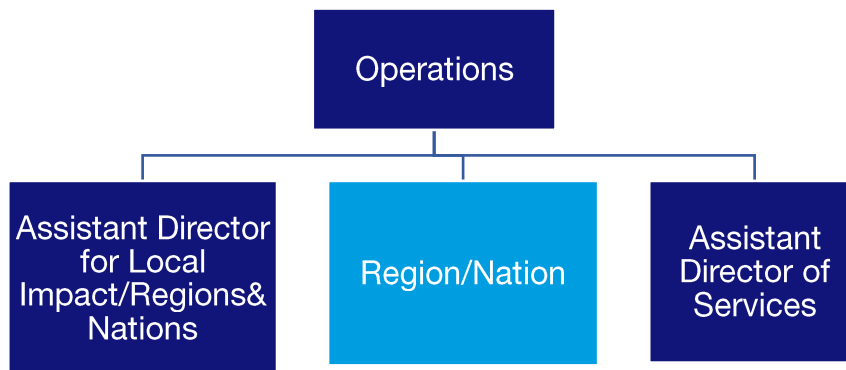 Operations
Assistant Director
for Local
Impact/Regions&
Nations
Region/Nation
Assistant
Director of
Services